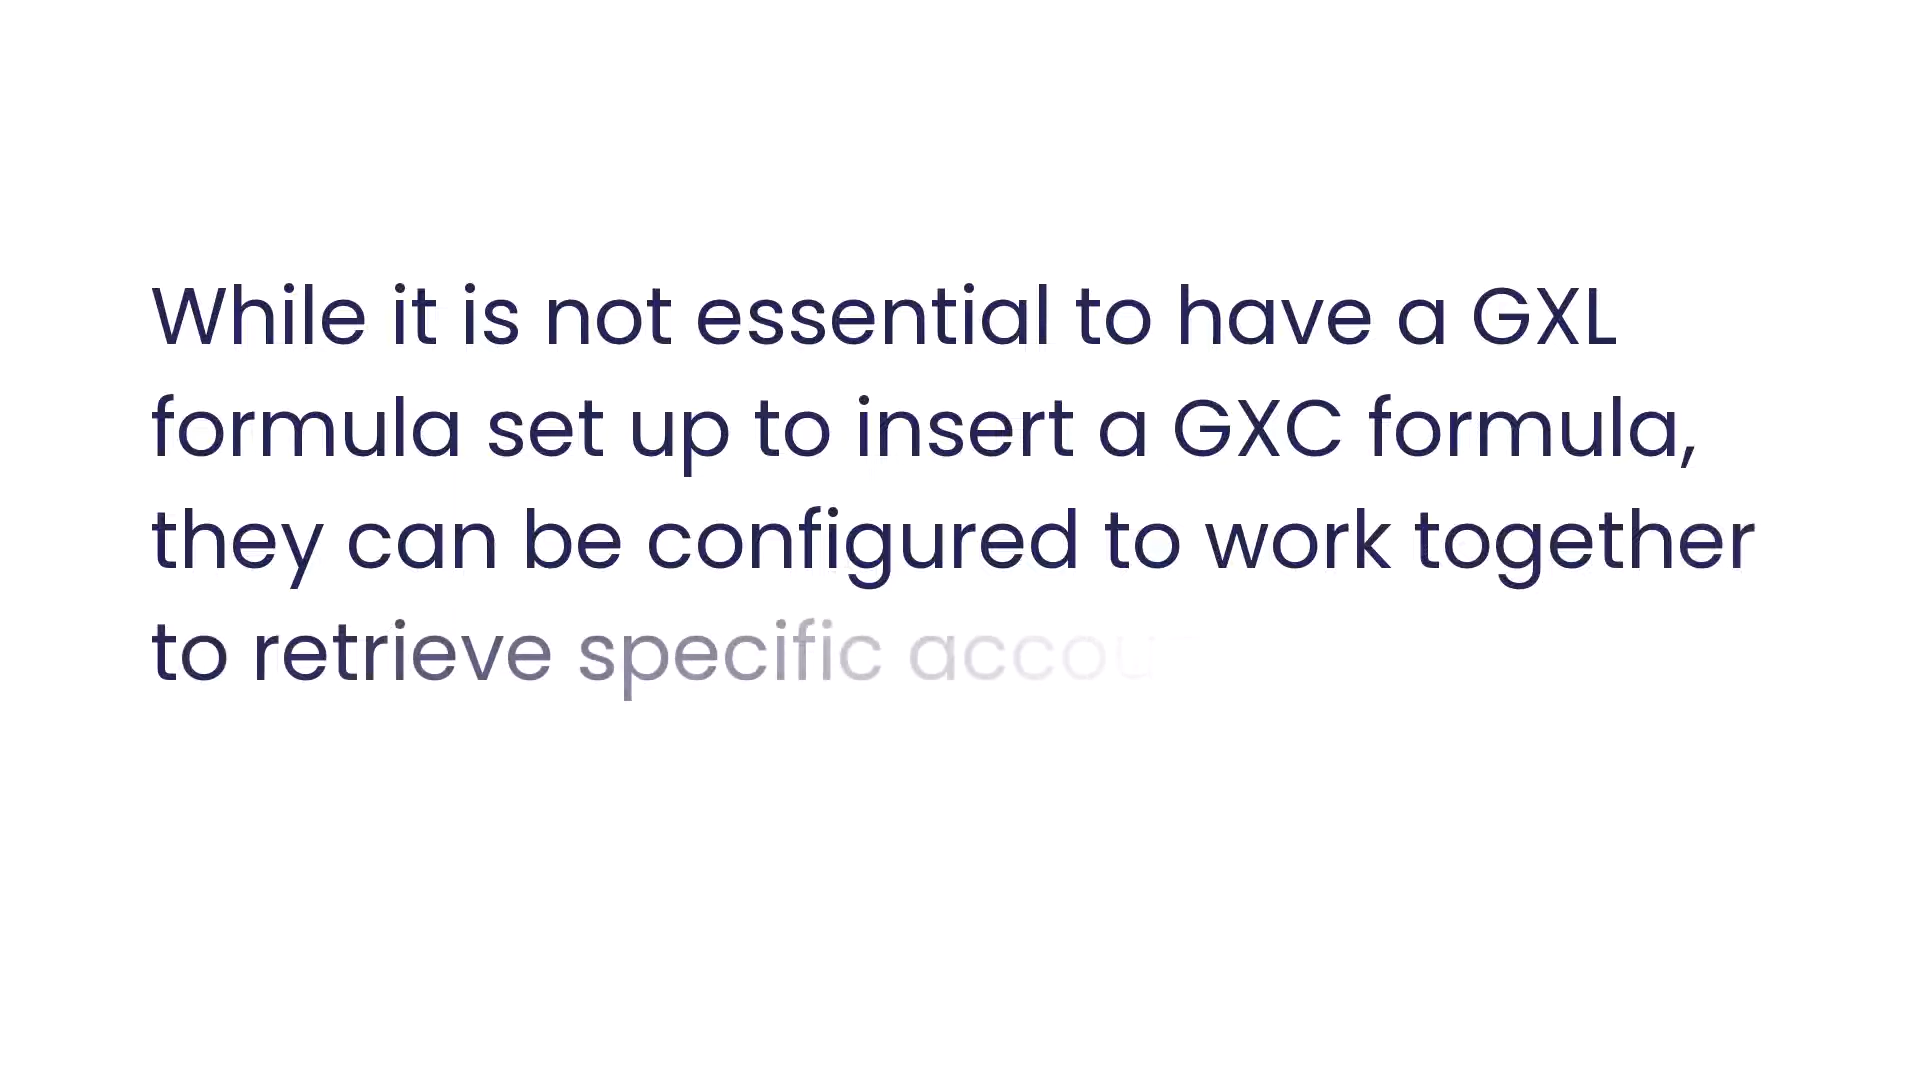 While it is not essential to have a GXL
formula set up to insert a GXC formula,
they can be configured to work together
to retrieve specific accou